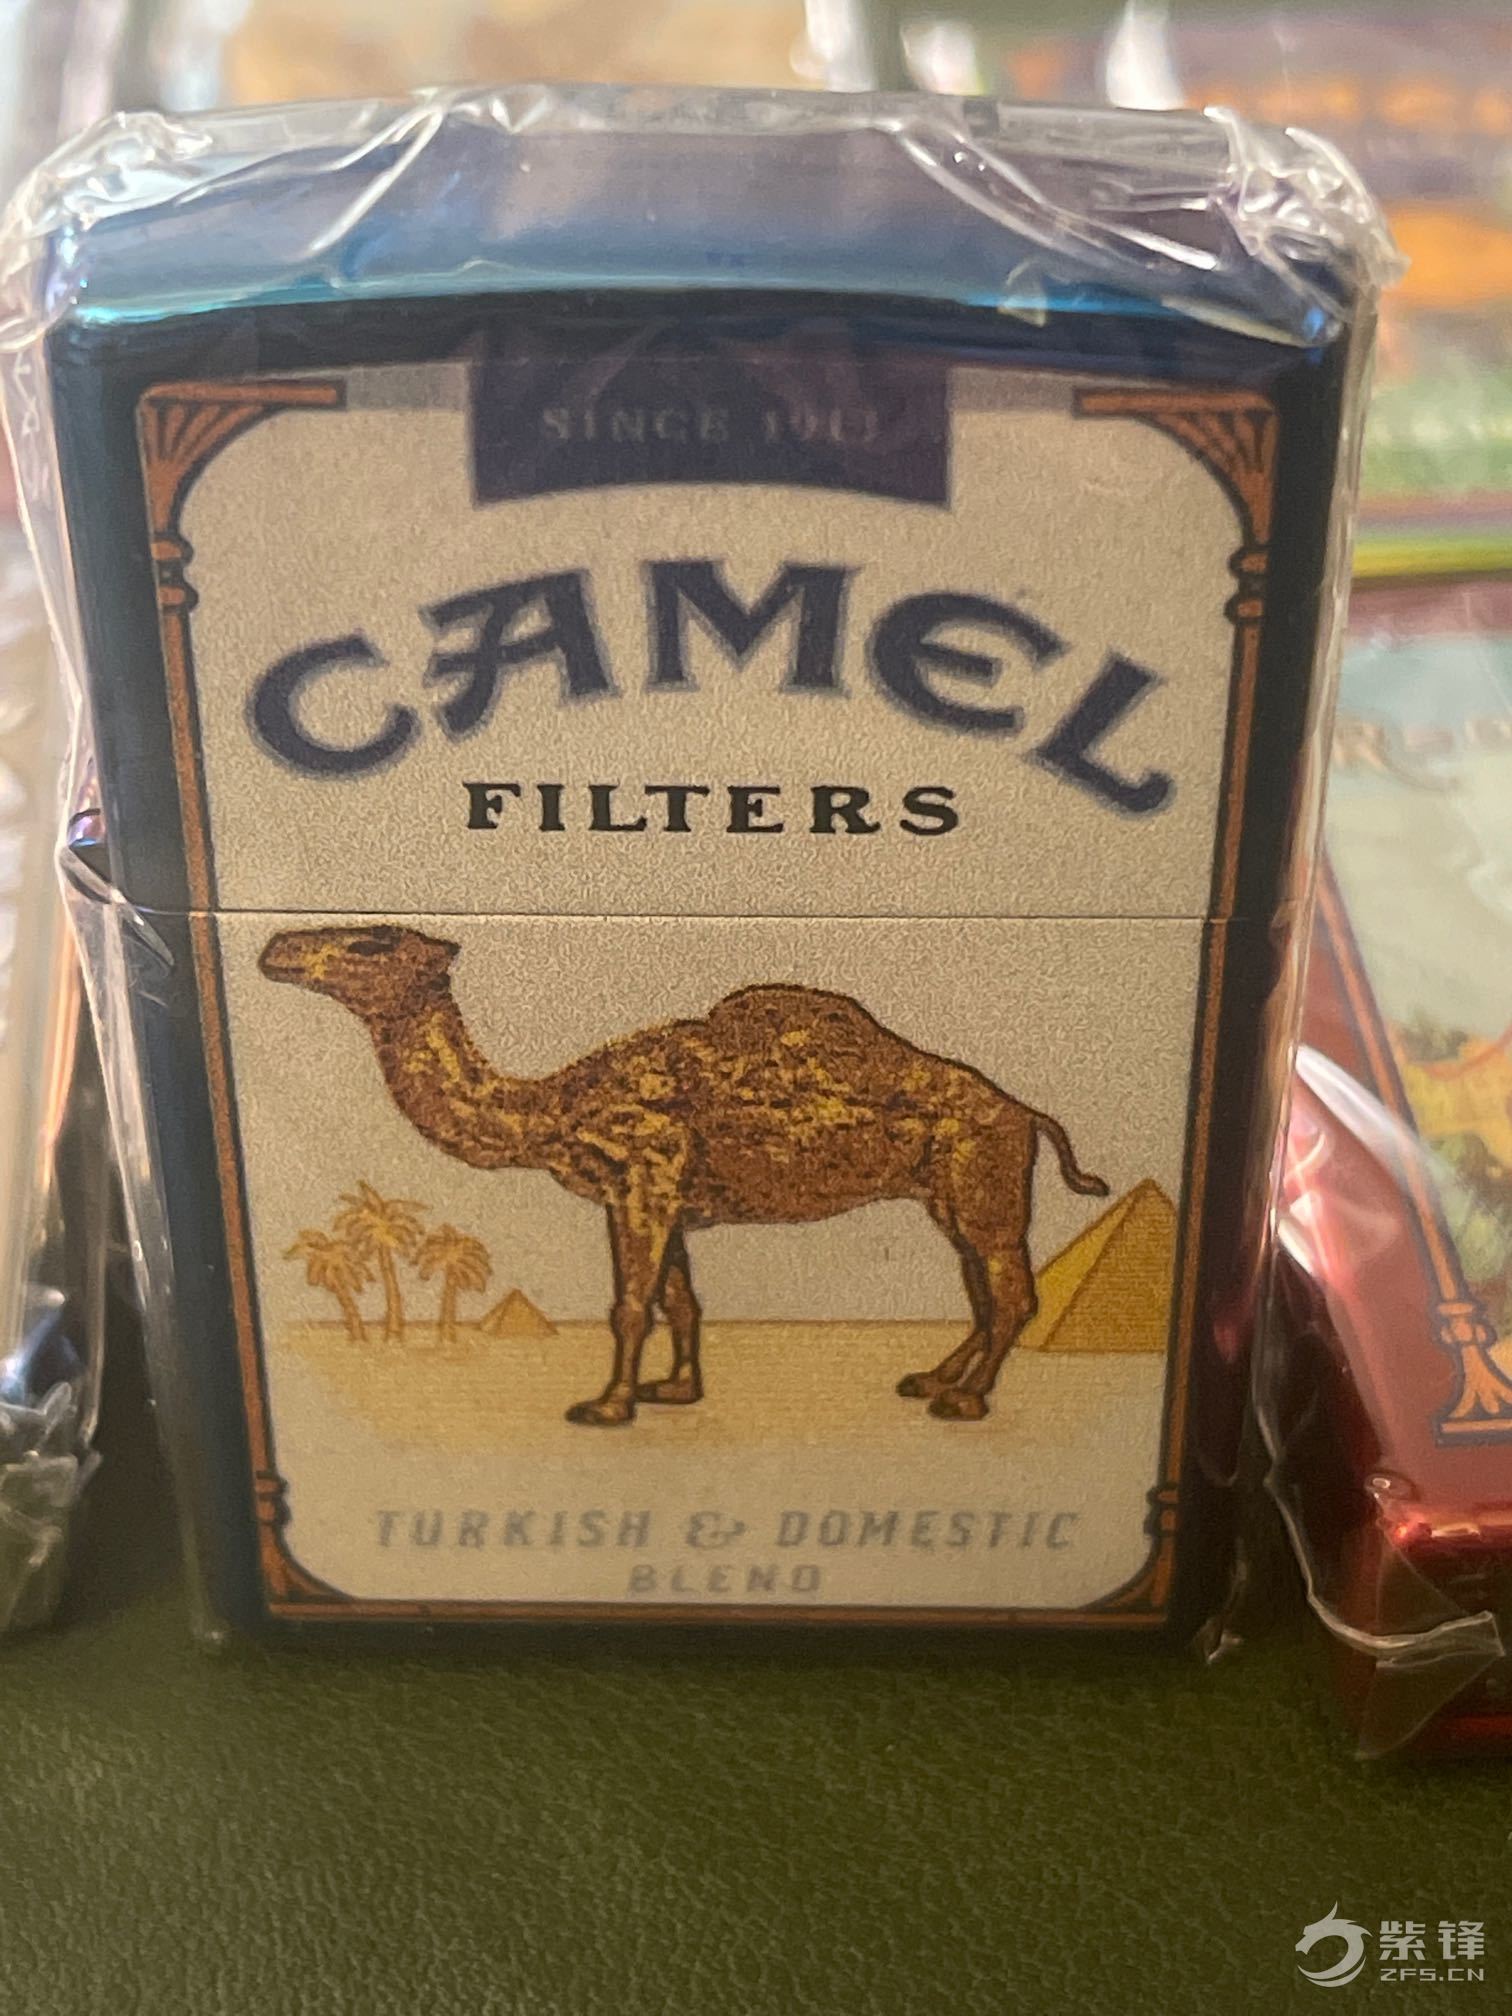 SINCE 1913
CAMEL
FILTERS
TURKISH & DOMESTIC
BLEND
紫锋
ZFS.CN